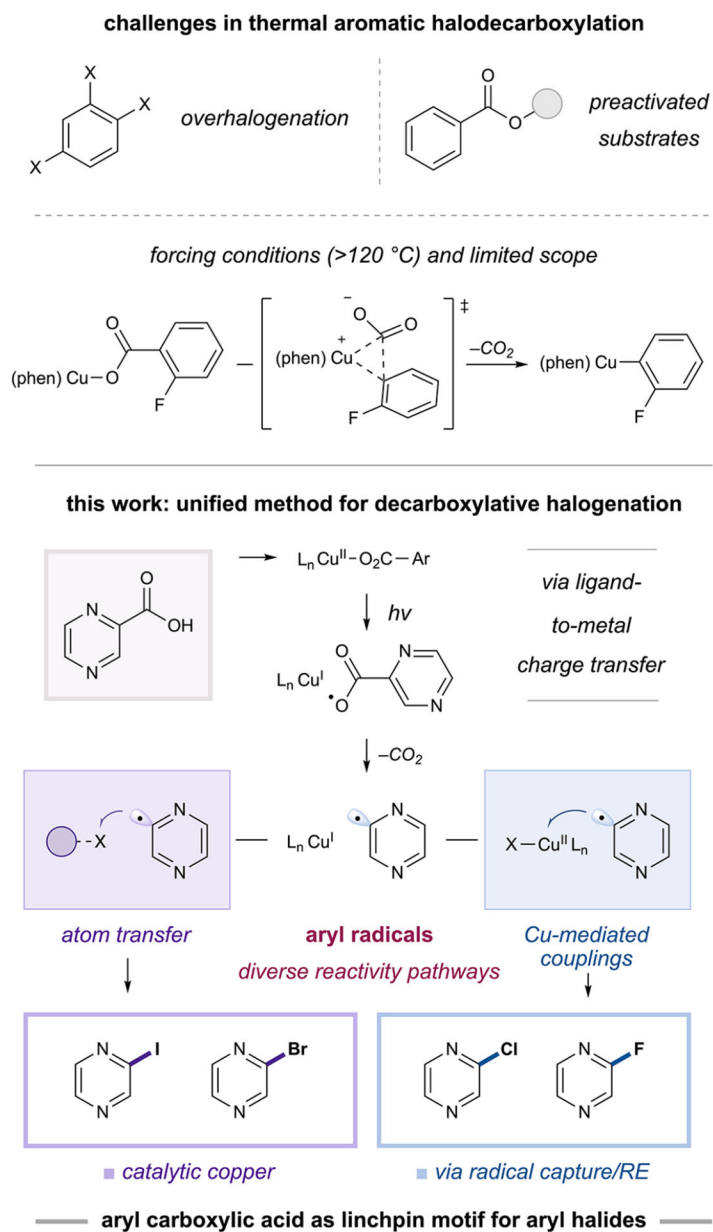 challenges in thermal aromatic halodecarboxylation
X
X
X
overhalogenation
O
O
preactivated
substrates
forcing conditions (>120 °C) and limited scope
O
(phen) Cu–O
F
−
O
O
+
(phen) Cu
F
‡
–CO2
(phen) Cu
F
this work: unified method for decarboxylative halogenation
N
N
O
OH
LnCuII–O2C–Ar
hν
via ligand-
to-metal
charge transfer
LnCuI
O
•O
N
N
–CO2
X
•
N
N
LnCuI
•
N
N
X–CuIILn
•
N
N
atom transfer
aryl radicals
diverse reactivity pathways
Cu-mediated
couplings
N
N
I
N
N
Br
N
N
Cl
N
N
F
■ catalytic copper
■ via radical capture/RE
aryl carboxylic acid as linchpin motif for aryl halides